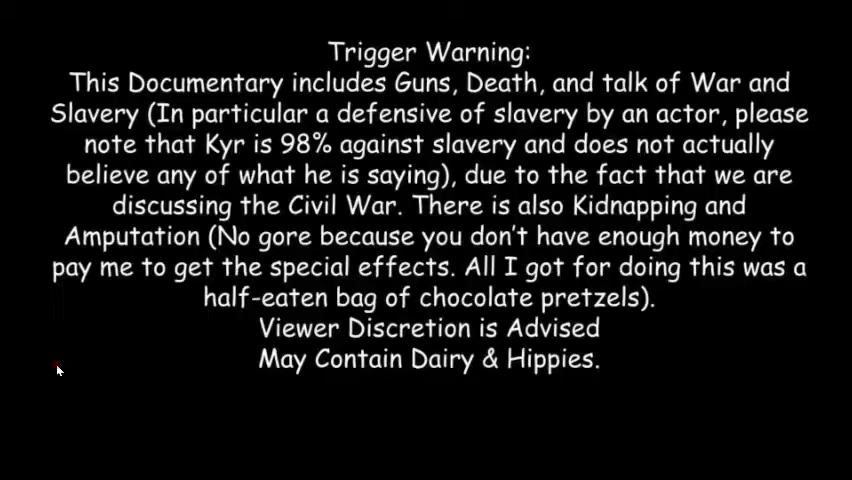 Trigger Warning:
This Documentary includes Guns, Death, and talk of War and
Slavery (In particular a defensive of slavery by an actor, please
note that Kyr is 98% against slavery and does not actually
believe any of what he is saying), due to the fact that we are
discussing the Civil War. There is also Kidnapping and
Amputation (No gore because you don't have enough money to
pay me to get the special effects. All I got for doing this was a
half-eaten bag of chocolate pretzels).
Viewer Discretion is Advised
May Contain Dairy & Hippies.